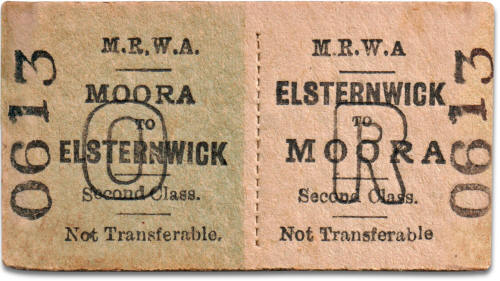 0613
M.R.W.A.
MOORA
TO
ELSTERNWICK
O
Second Class.
Not Transferable.
M.R.W.A
ELSTERNWICK
TO
MOORA
R
Second Class.
Not Transferable
0613